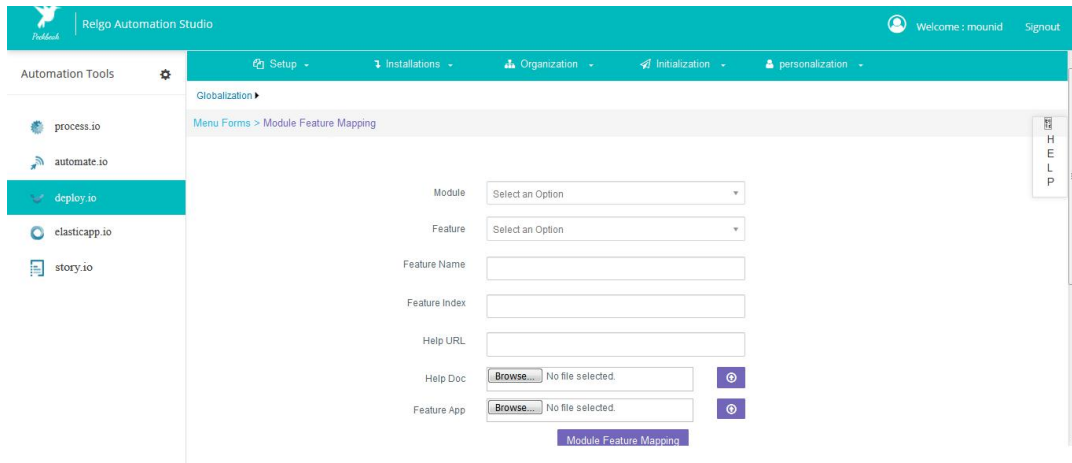 Relgo Automation Studio
Welcome : mounid
Signout
Automation Tools
Setup
Installations
Organization
Initialization
personalization
Globalization
Menu Forms > Module Feature Mapping
process.io
automate.io
deploy.io
elasticapp.io
story.io
H
E
L
P
Module Select an Option
Feature Select an Option
Feature Name
Feature Index
Help URL
Help Doc Browse... No file selected.
Feature App Browse... No file selected.
Module Feature Mapping